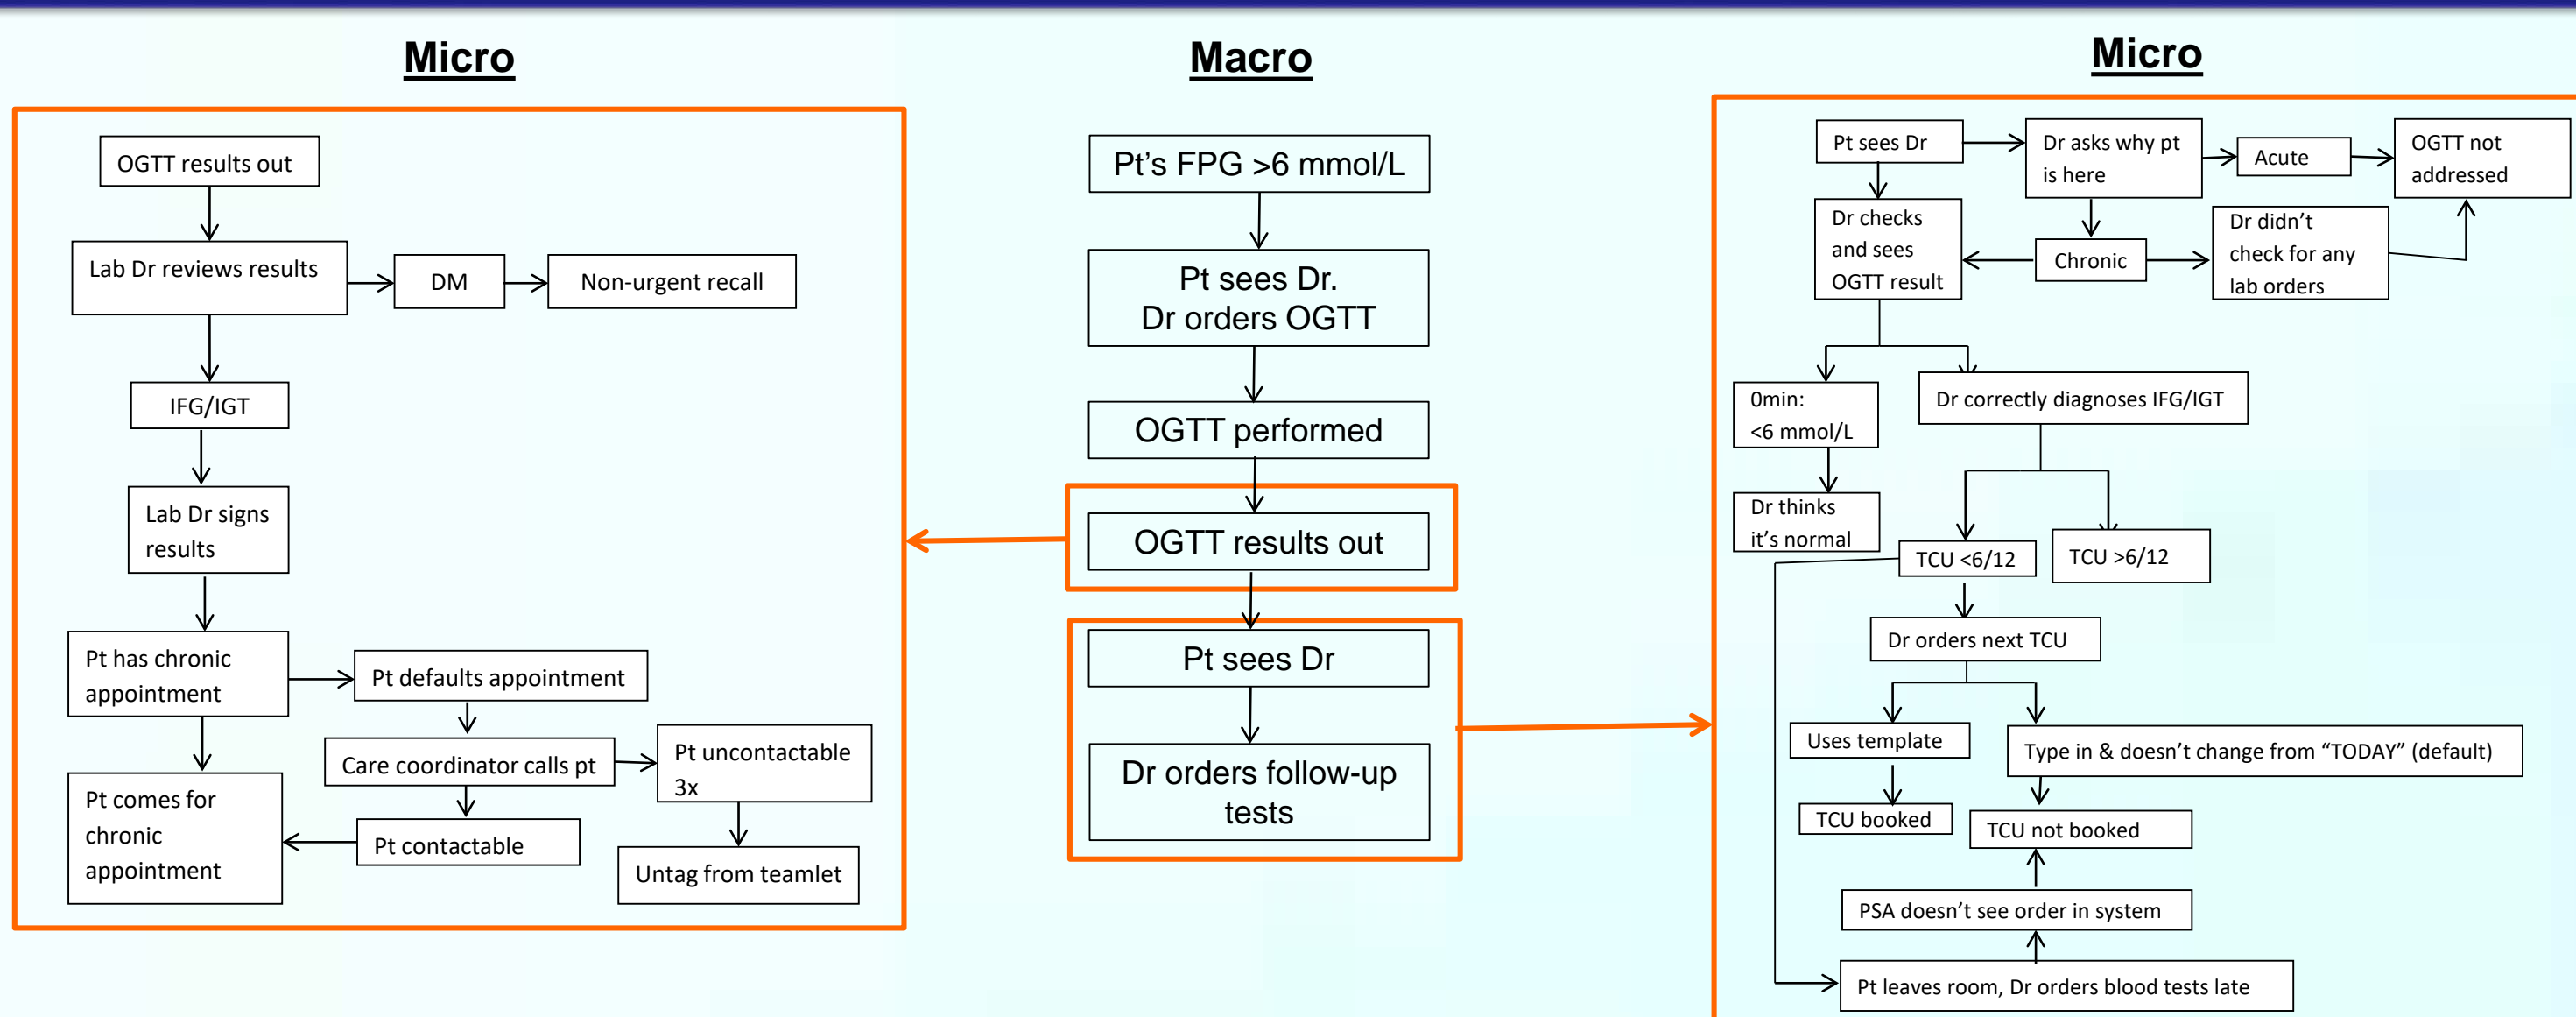 Micro
OGTT results out
Lab Dr reviews results
DM
Non-urgent recall
IFG/IGT
Lab Dr signs
results
Pt has chronic
appointment
Pt defaults appointment
Care coordinator calls pt
Pt uncontactable
3x
Pt comes for
chronic
appointment
Pt contactable
Untag from teamlet
Macro
Pt’s FPG >6 mmol/L
Pt sees Dr.
Dr orders OGTT
OGTT performed
OGTT results out
Pt sees Dr
Dr orders follow-up
tests
Micro
Pt sees Dr
Dr asks why pt
is here
Acute
OGTT not
addressed
Dr checks
and sees
OGTT result
Chronic
Dr didn’t
check for any
lab orders
0min:
<6 mmol/L
Dr correctly diagnoses IFG/IGT
Dr thinks
it’s normal
TCU <6/12
TCU >6/12
Dr orders next TCU
Uses template
Type in & doesn’t change from “TODAY” (default)
TCU booked
TCU not booked
PSA doesn’t see order in system
Pt leaves room, Dr orders blood tests late